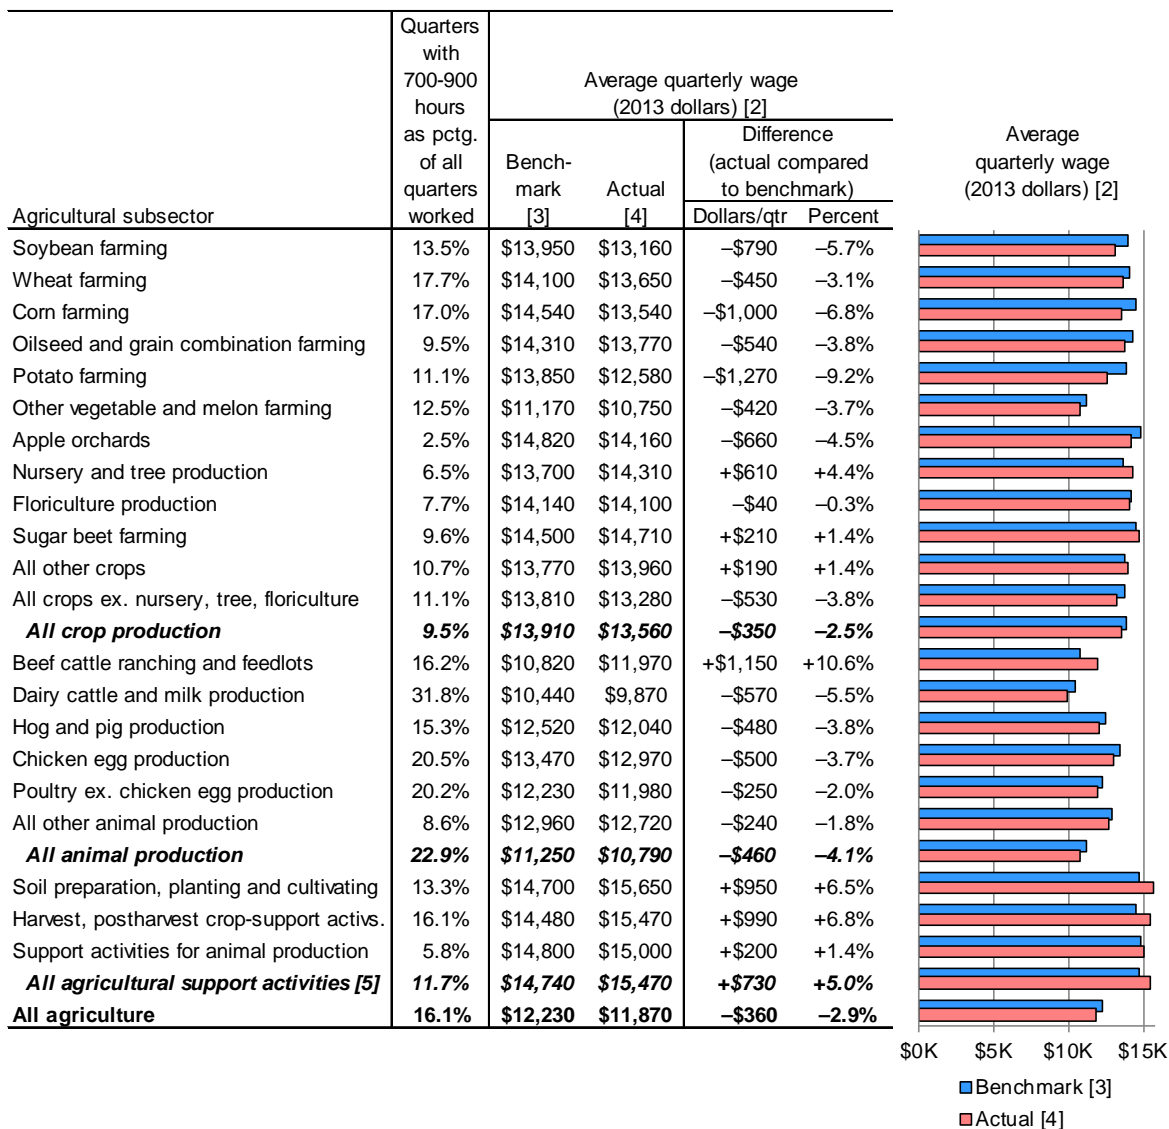 Quarters
with
700-900
hours
as pctg.
of all
quarters
worked
Average quarterly wage
(2013 dollars) [2]
Bench-
mark
[3]
Actual
[4]
Difference
(actual compared
to benchmark)
Average
quarterly wage
(2013 dollars) [2]
Agricultural subsector
Dollars/qtr Percent
Soybean farming 13.5% $13,950 $13,160 –$790 –5.7%
Wheat farming 17.7% $14,100 $13,650 –$450 –3.1%
Corn farming 17.0% $14,540 $13,540 –$1,000 –6.8%
Oilseed and grain combination farming 9.5% $14,310 $13,770 –$540 –3.8%
Potato farming 11.1% $13,850 $12,580 –$1,270 –9.2%
Other vegetable and melon farming 12.5% $11,170 $10,750 –$420 –3.7%
Apple orchards 2.5% $14,820 $14,160 –$660 –4.5%
Nursery and tree production 6.5% $13,700 $14,310 +$610 +4.4%
Floriculture production 7.7% $14,140 $14,100 –$40 –0.3%
Sugar beet farming 9.6% $14,500 $14,710 +$210 +1.4%
All other crops 10.7% $13,770 $13,960 +$190 +1.4%
All crops ex. nursery, tree, floriculture 11.1% $13,810 $13,280 –$530 –3.8%
All crop production 9.5% $13,910 $13,560 –$350 –2.5%
Beef cattle ranching and feedlots 16.2% $10,820 $11,970 +$1,150 +10.6%
Dairy cattle and milk production 31.8% $10,440 $9,870 –$570 –5.5%
Hog and pig production 15.3% $12,520 $12,040 –$480 –3.8%
Chicken egg production 20.5% $13,470 $12,970 –$500 –3.7%
Poultry ex. chicken egg production 20.2% $12,230 $11,980 –$250 –2.0%
All other animal production 8.6% $12,960 $12,720 –$240 –1.8%
All animal production 22.9% $11,250 $10,790 –$460 –4.1%
Soil preparation, planting and cultivating 13.3% $14,700 $15,650 +$950 +6.5%
Harvest, postharvest crop-support activs. 16.1% $14,480 $15,470 +$990 +6.8%
Support activities for animal production 5.8% $14,800 $15,000 +$200 +1.4%
All agricultural support activities [5] 11.7% $14,740 $15,470 +$730 +5.0%
All agriculture 16.1% $12,230 $11,870 –$360 –2.9%
$0K $5K $10K $15K
Benchmark [3]
Actual [4]